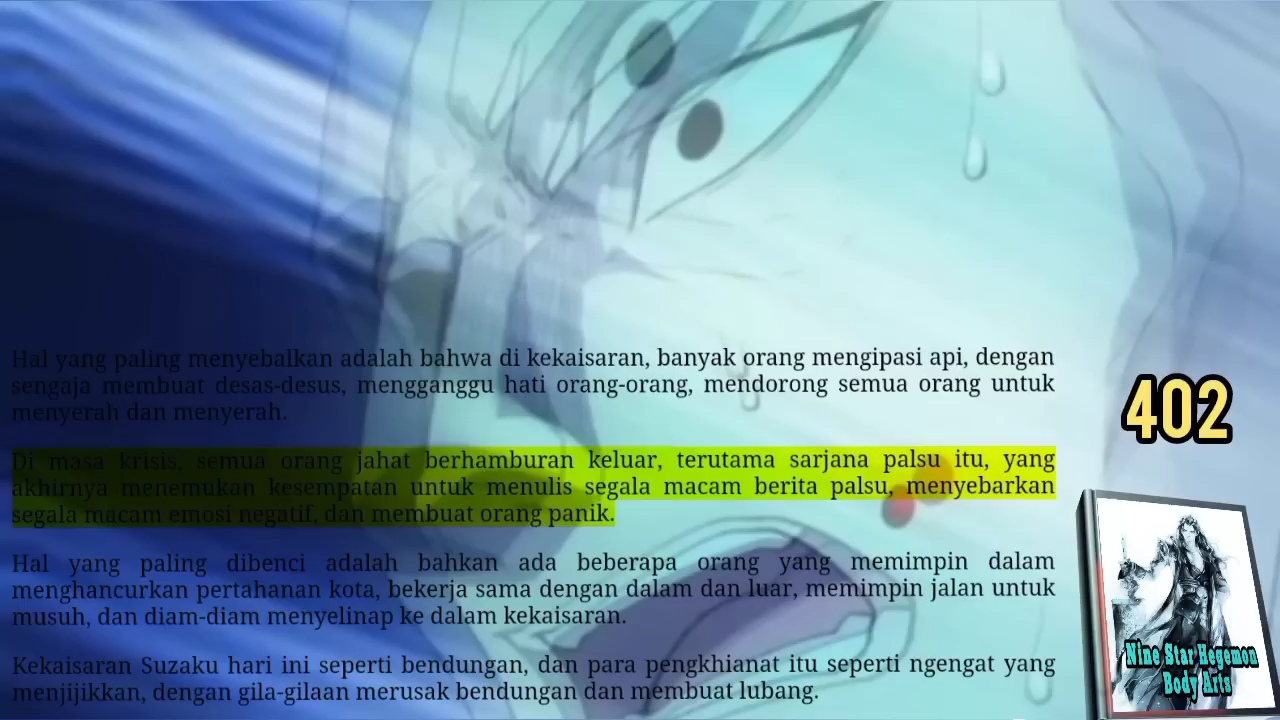 Hal yang paling menyebalkan adalah bahwa di kekaisaran, banyak orang mengipasi api, dengan
sengaja membuat desas-desus, mengganggu hati orang-orang, mendorong semua orang untuk
menyerah dan menyerah.
Di masa krisis, semua orang jahat berhamburan keluar, terutama sarjana palsu itu, yang
akhirnya menemukan kesempatan untuk menulis segala macam berita palsu, menyebarkan
segala macam emosi negatif, dan membuat orang panik.
Hal yang paling dibenci adalah bahkan ada beberapa orang yang memimpin dalam
menghancurkan pertahanan kota, bekerja sama dengan dalam dan luar, memimpin jalan untuk
musuh, dan diam-diam menyelinap ke dalam kekaisaran.
Kekaisaran Suzaku hari ini seperti bendungan, dan para pengkhianat itu seperti ngengat yang
menjijikkan, dengan gila-gilaan merusak bendungan dan membuat lubang.
402
Nine Star Hegemon
Body Arts